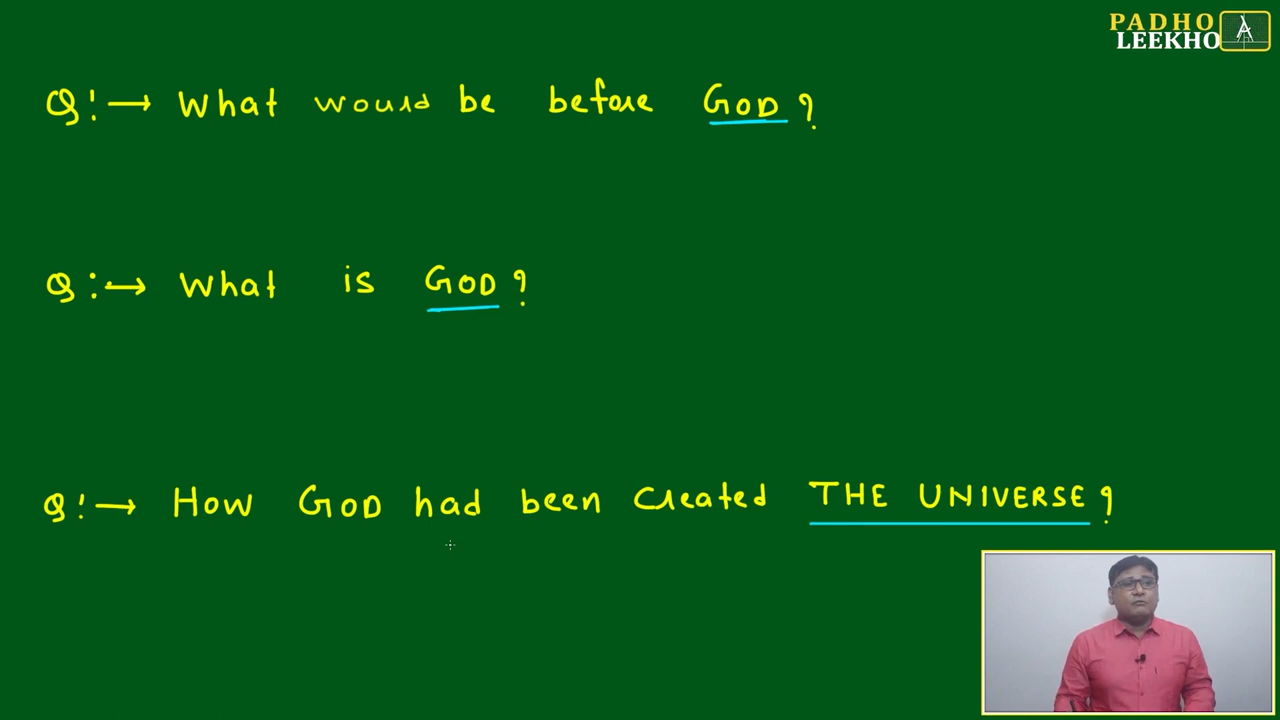 PADHO
LEEKHO
Q:→ What would be before GOD?
Q:→ What is GOD?
Q:→ How GOD had been created THE UNIVERSE?